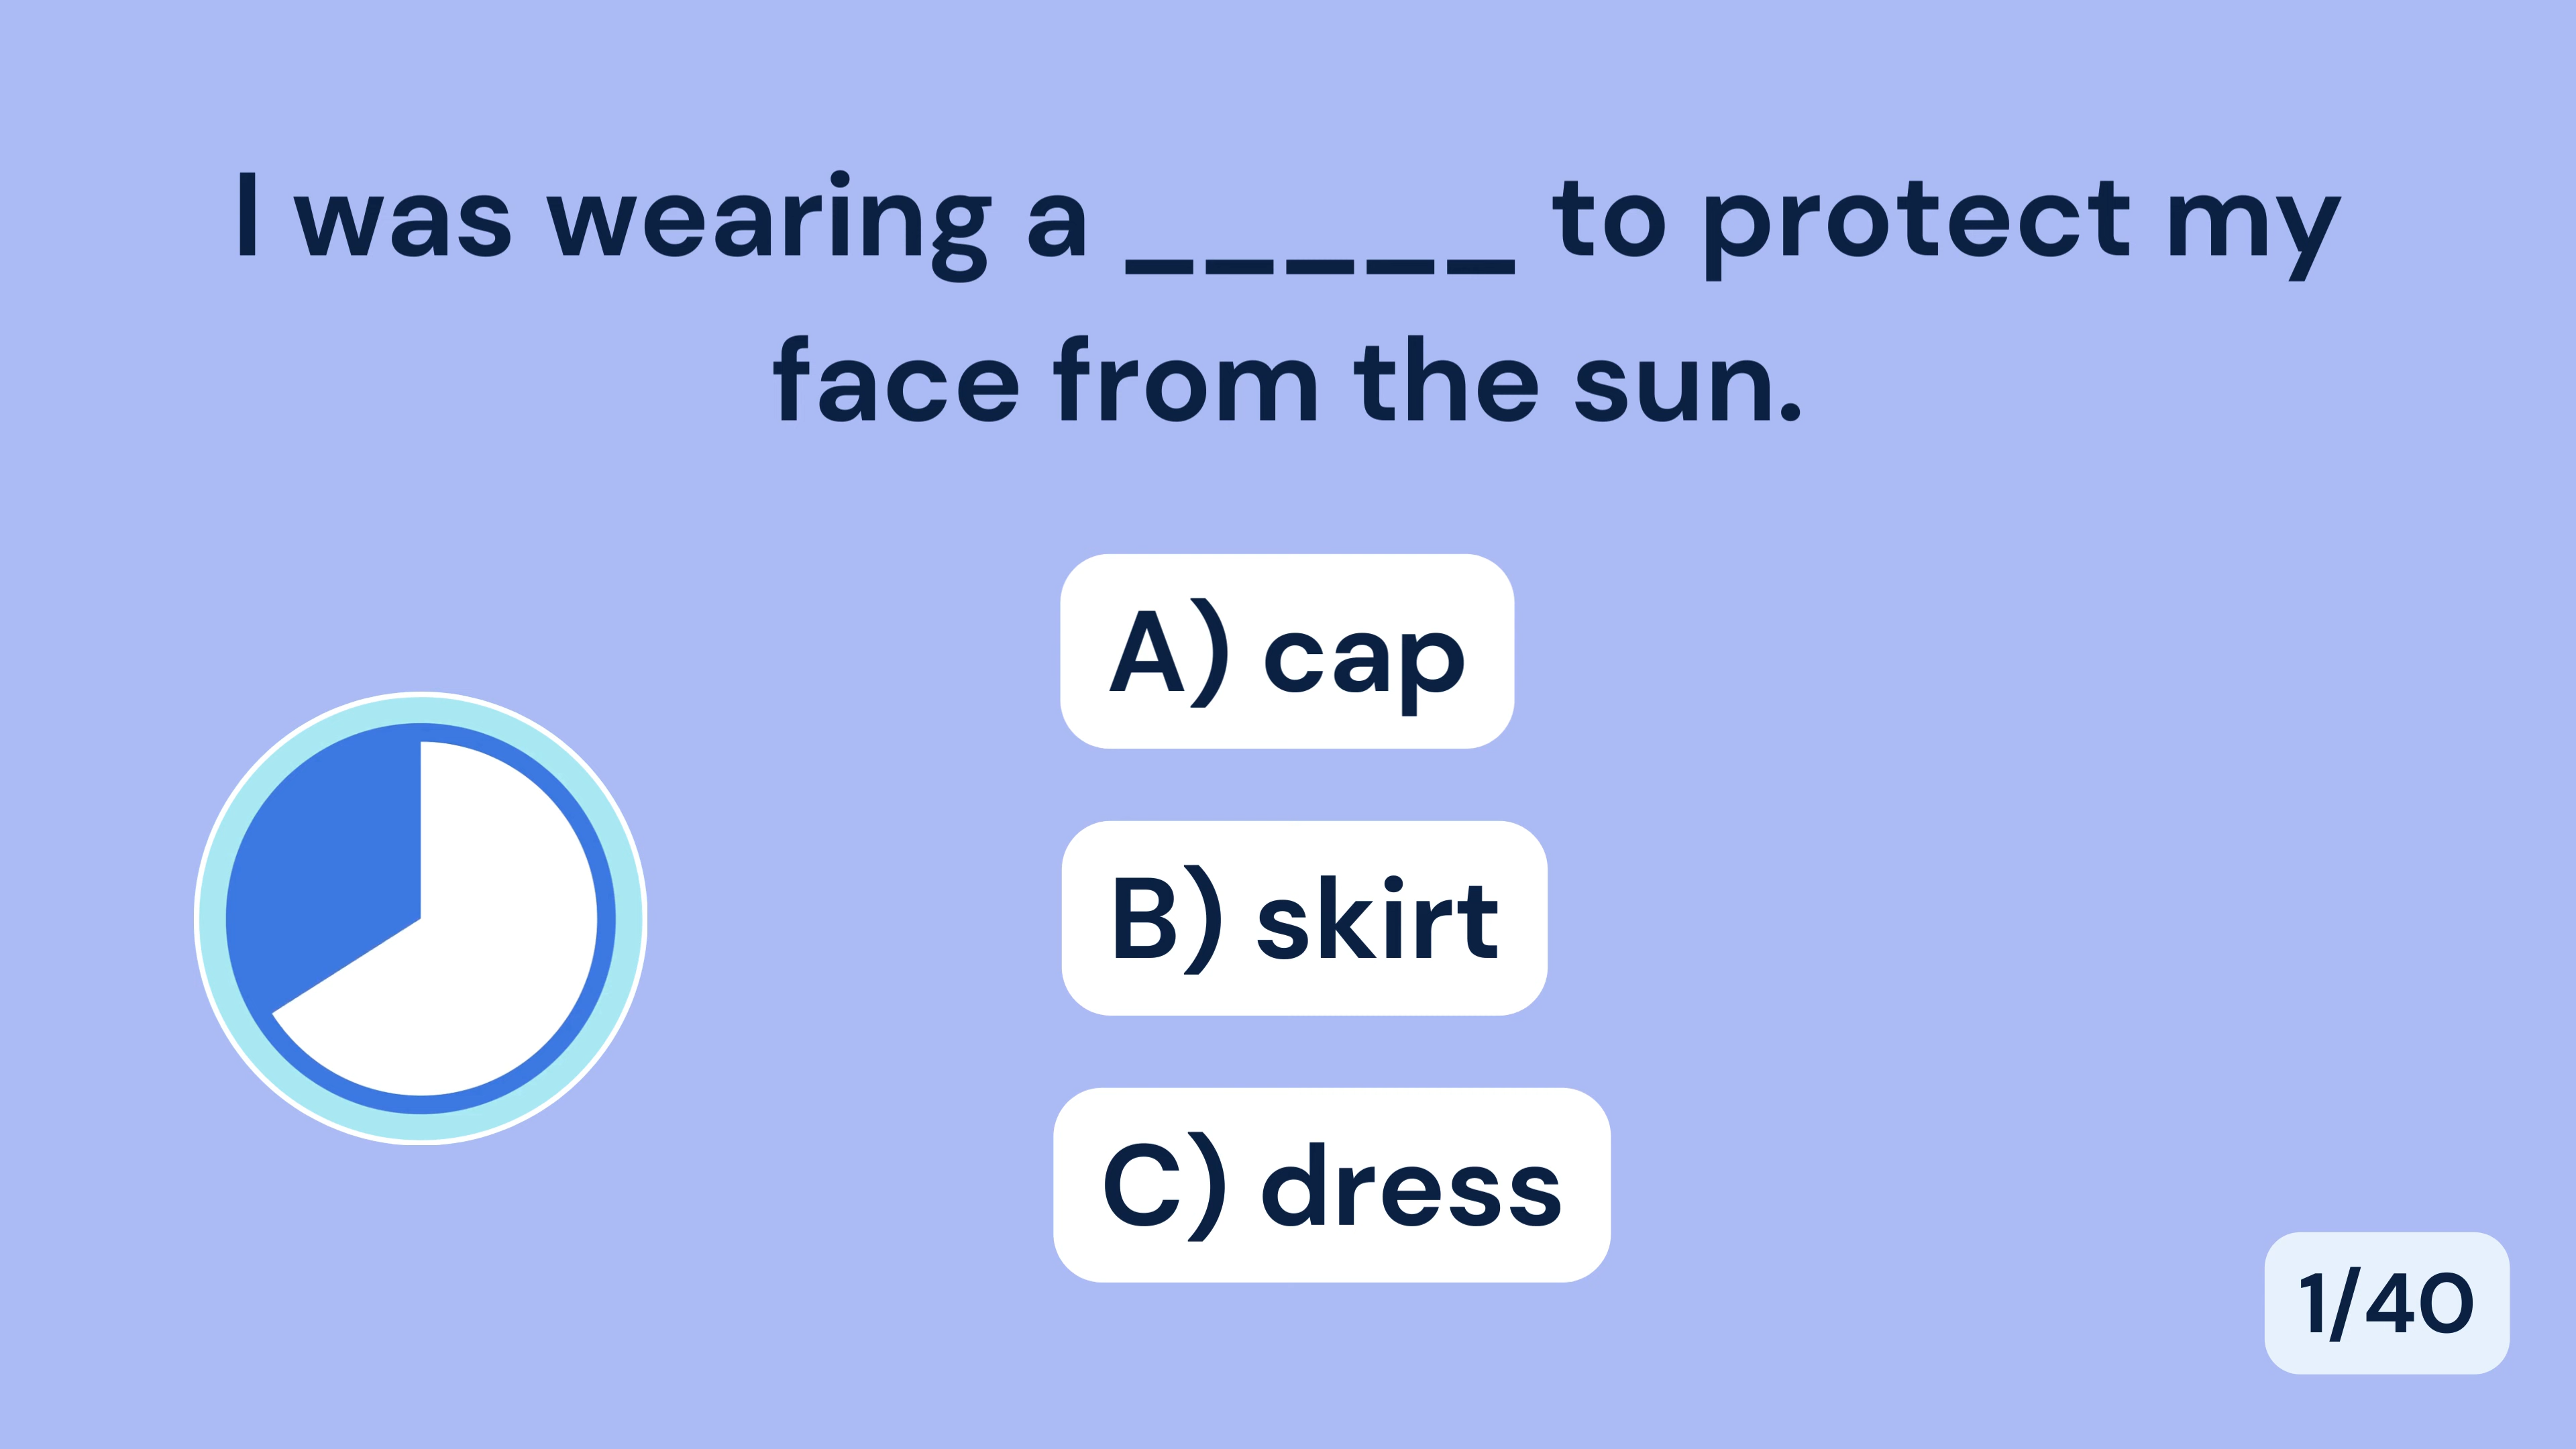 I was wearing a _____ to protect my
face from the sun.
A) cap
B) skirt
C) dress
1/40